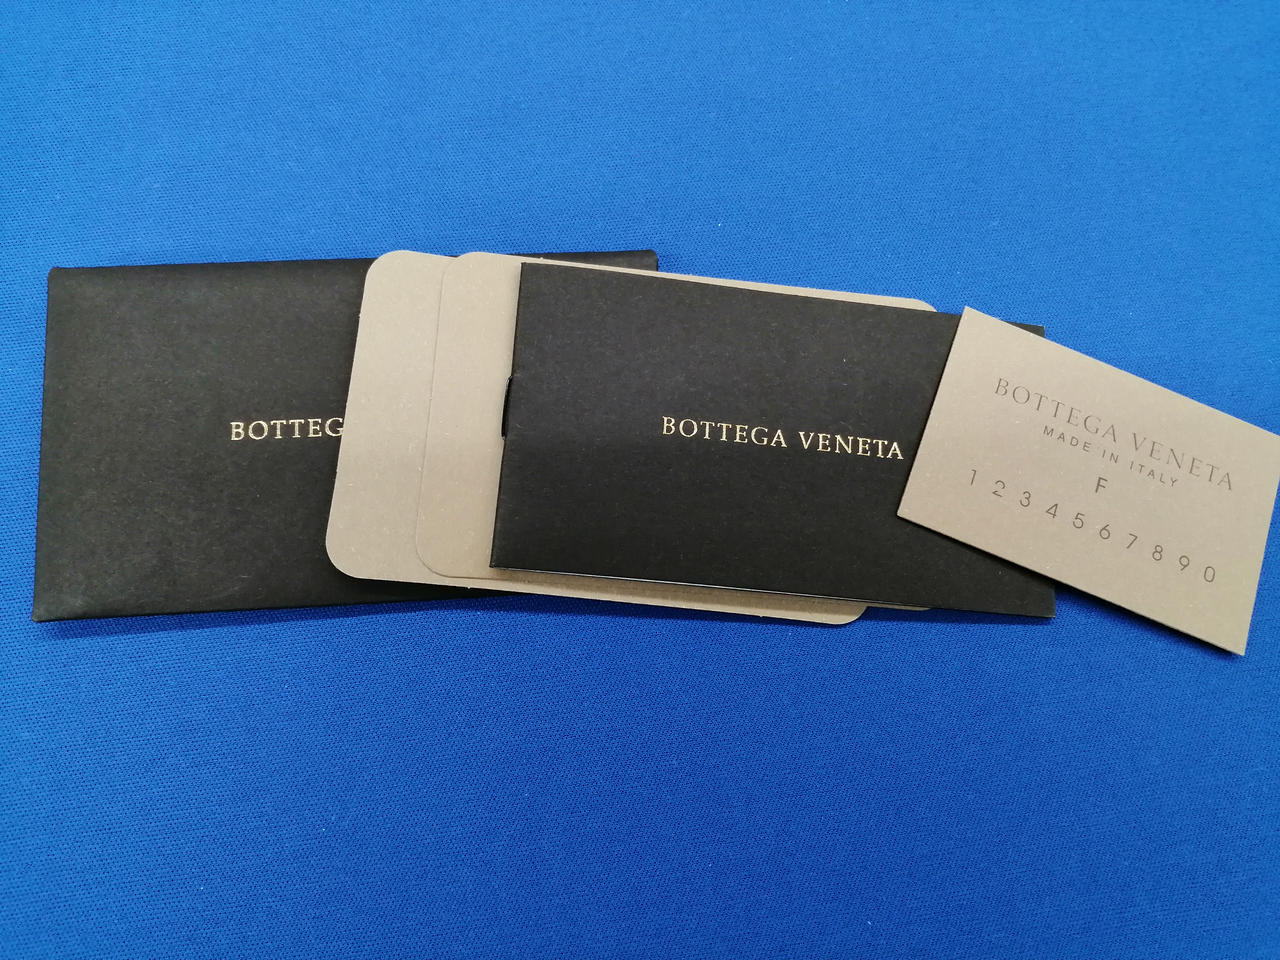 BOTTEG
BOTTEGA VENETA
BOTTEGA VENETA
MADE IN ITALY
F
1 2 3 4 5 6 7 8 9 0